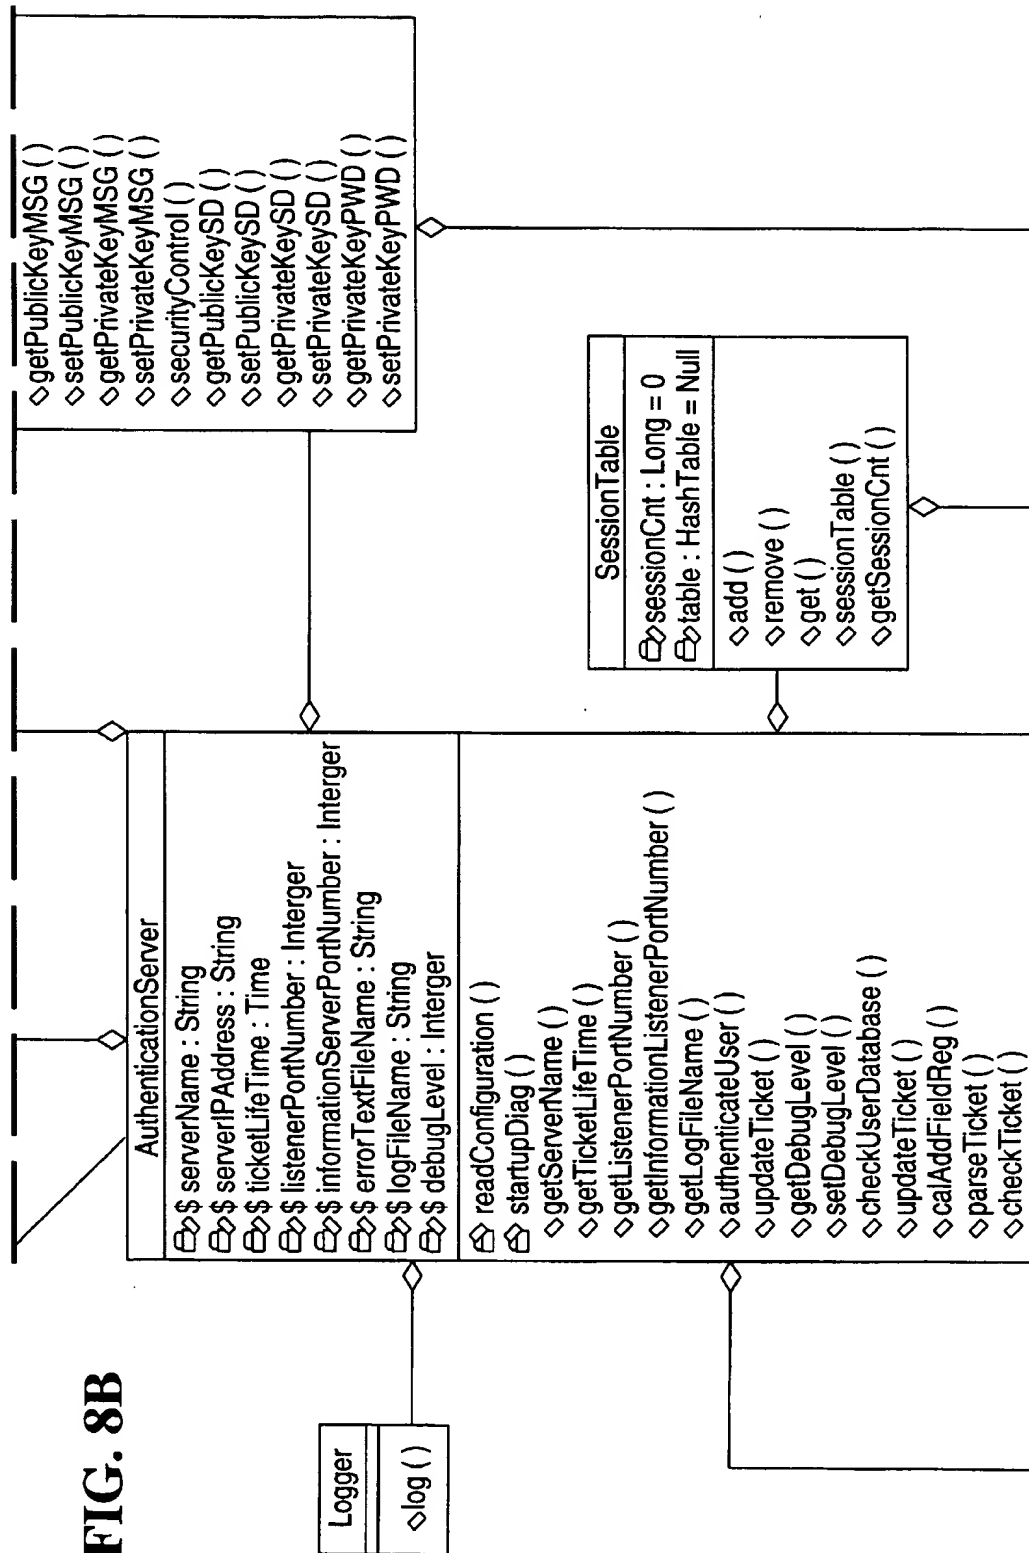 FIG. 8B
Logger
log ( )
AuthenticationServer
$ serverName : String
$ serverIPAddress : String
$ ticketLifeTime : Time
$ listenerPortNumber : Interger
$ informationServerPortNumber : Interger
$ errorTextFileName : String
$ logFileName : String
$ debugLevel : Interger
readConfiguration ( )
startupDiag ( )
getServerName ( )
getTicketLifeTime ( )
getListenerPortNumber ( )
getInformationListenerPortNumber ( )
getLogFileName ( )
authenticateUser ( )
updateTicket ( )
getDebugLevel ( )
setDebugLevel ( )
checkUserDatabase ( )
updateTicket ( )
calAddFieldReg ( )
parseTicket ( )
checkTicket ( )
getPublicKeyMSG ( )
setPublicKeyMSG ( )
getPrivateKeyMSG ( )
setPrivateKeyMSG ( )
securityControl ( )
getPublicKeySD ( )
setPublicKeySD ( )
getPrivateKeySD ( )
setPrivateKeySD ( )
getPrivateKeyPWD ( )
setPrivateKeyPWD ( )
SessionTable
sessionCnt : Long = 0
table : HashTable = Null
add ( )
remove ( )
get ( )
sessionTable ( )
getSessionCnt ( )